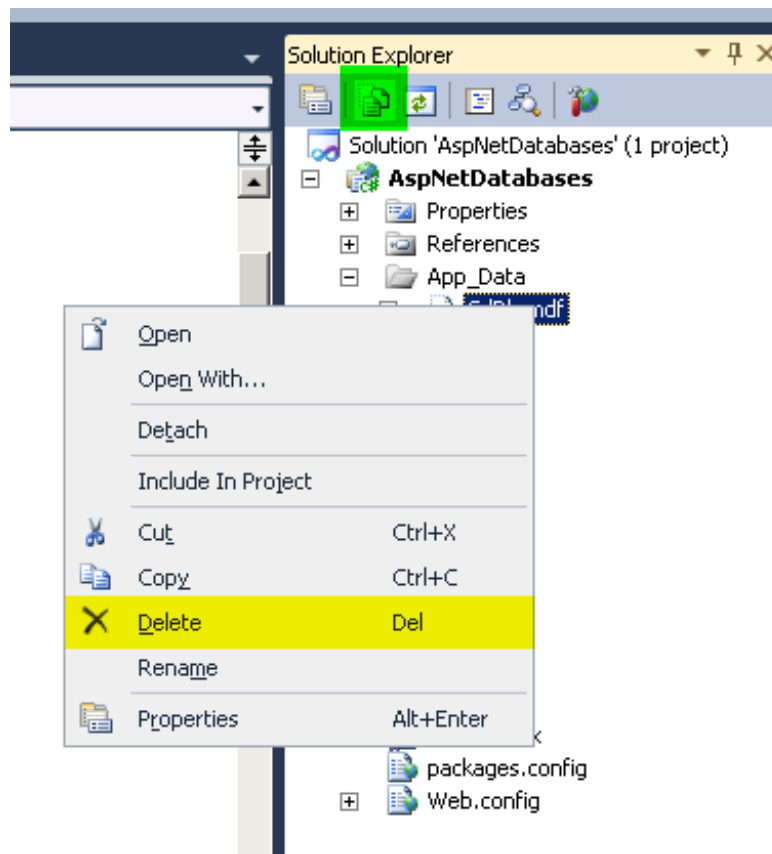 Solution Explorer
Solution 'AspNetDatabases' (1 project)
AspNetDatabases
Properties
References
App_Data
Open
Open With...
Detach
Include In Project
Cut Ctrl+X
Copy Ctrl+C
Delete Del
Rename
Properties Alt+Enter
packages.config
Web.config